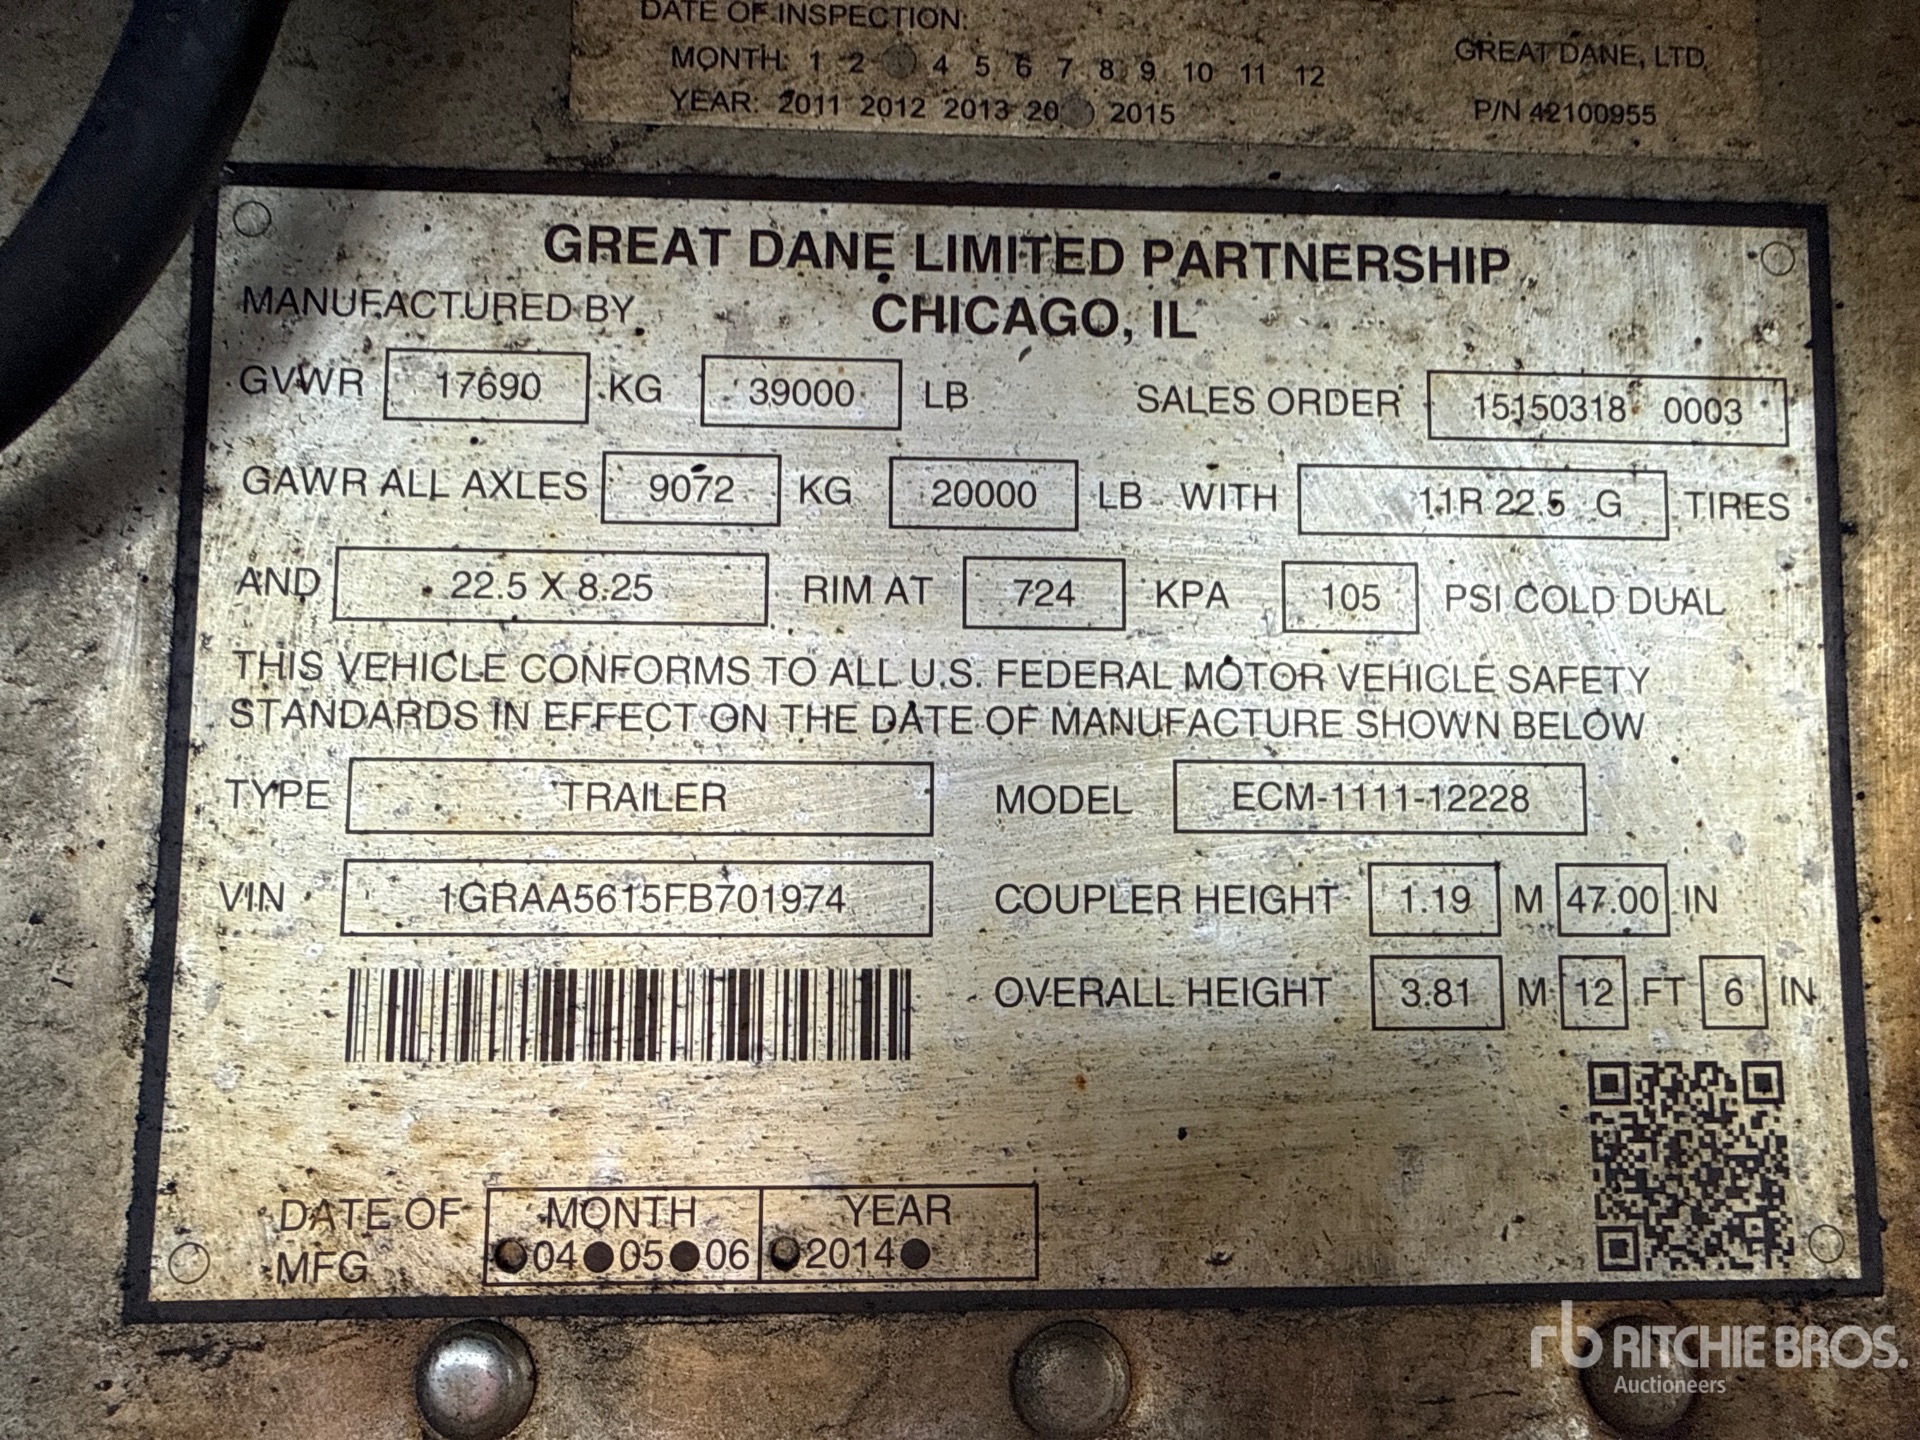 DATE OF INSPECTION:
MONTH: 1 2 4 5 6 7 8 9 10 11 12
GREAT DANE, LTD.
YEAR: 2011 2012 2013 20 2015
P/N 42100955
GREAT DANE LIMITED PARTNERSHIP
MANUFACTURED BY CHICAGO, IL
GVWR 17690 KG 39000 LB SALES ORDER 15150318 0003
GAWR ALL AXLES 9072 KG 20000 LB WITH 11R 22.5 G TIRES
AND 22.5 X 8.25 RIM AT 724 KPA 105 PSI COLD DUAL
THIS VEHICLE CONFORMS TO ALL U.S. FEDERAL MOTOR VEHICLE SAFETY
STANDARDS IN EFFECT ON THE DATE OF MANUFACTURE SHOWN BELOW
TYPE TRAILER MODEL ECM-1111-12228
VIN 1GRAA5615FB701974 COUPLER HEIGHT 1.19 M 47.00 IN
OVERALL HEIGHT 3.81 M 12 FT 6 IN
DATE OF MONTH YEAR
MFG 04 05 06 2014
rb RITCHIE BROS.
Auctioneers